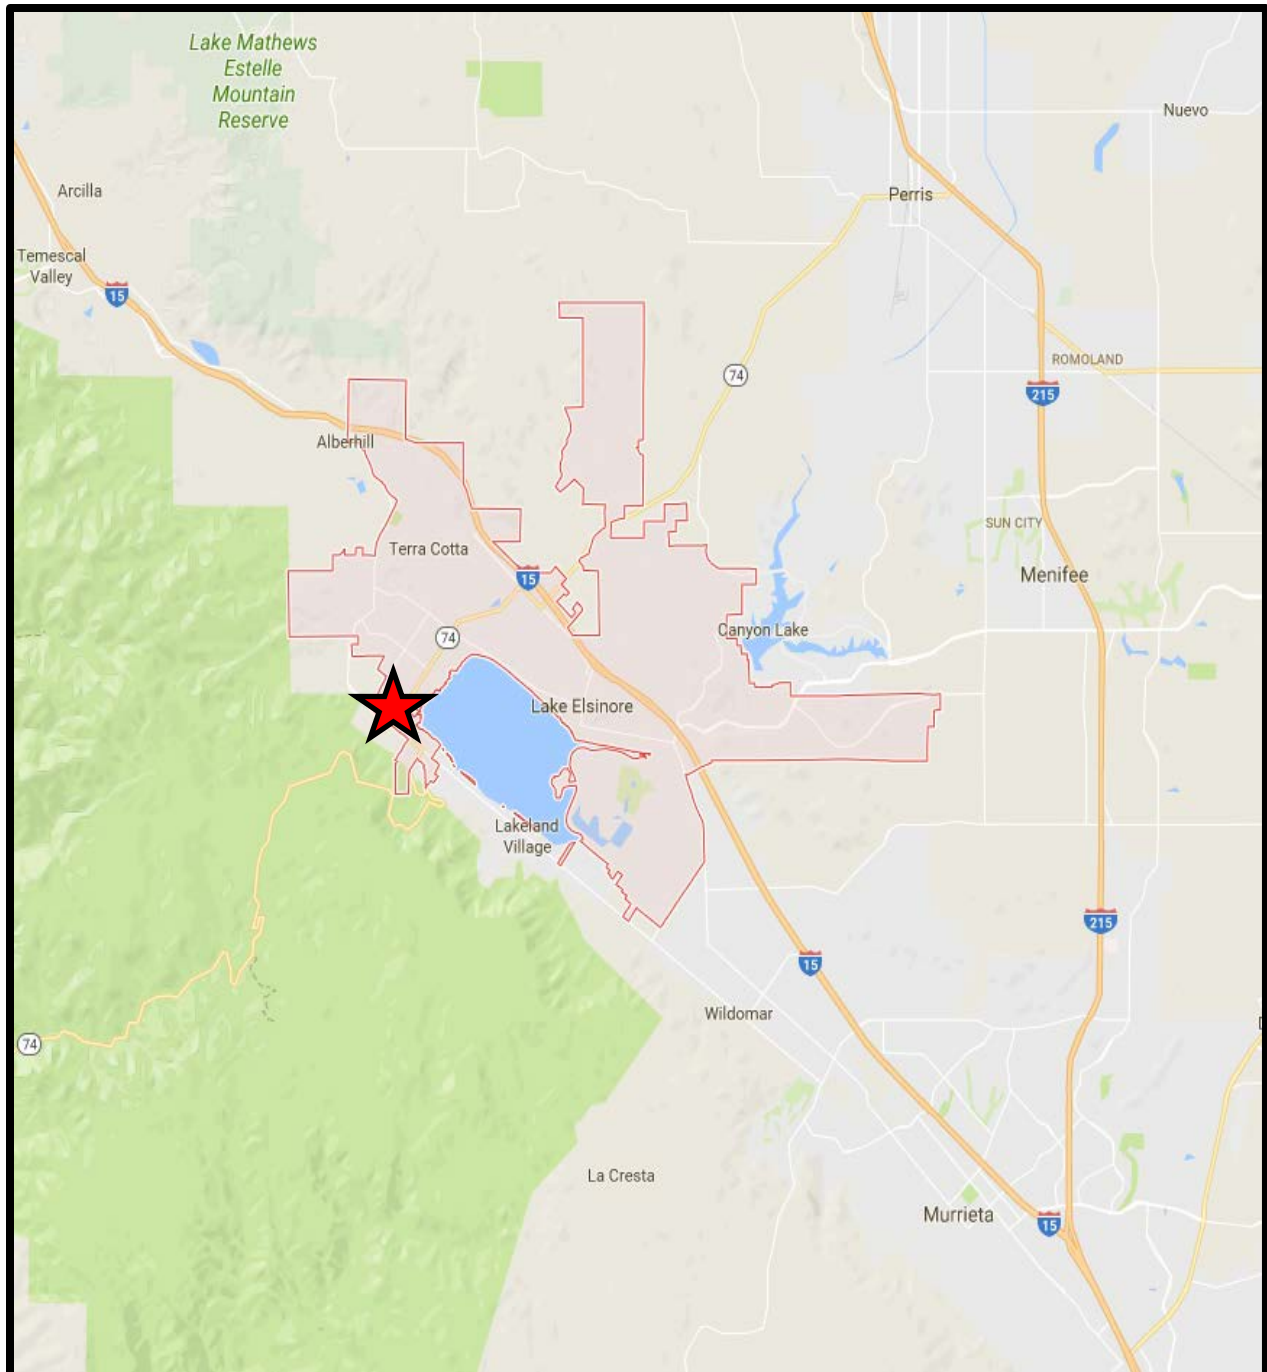 Lake Mathews
Estelle
Mountain
Reserve
Nuevo
Arcilla
Perris
Temescal
Valley
15
ROMOLAND
74
215
Alberhill
SUN CITY
Terra Cotta
15
Menifee
74
Canyon Lake
Lake Elsinore
Lakeland
Village
215
15
Wildomar
74
La Cresta
Murrieta
15